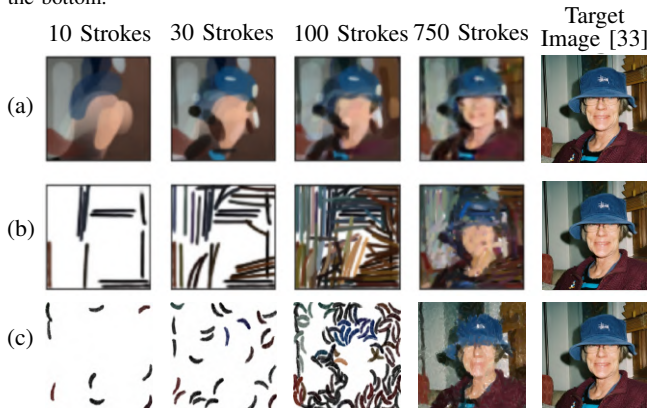 the bottom.
10 Strokes 30 Strokes 100 Strokes 750 Strokes Target Image [33]
(a)
(b)
(c)